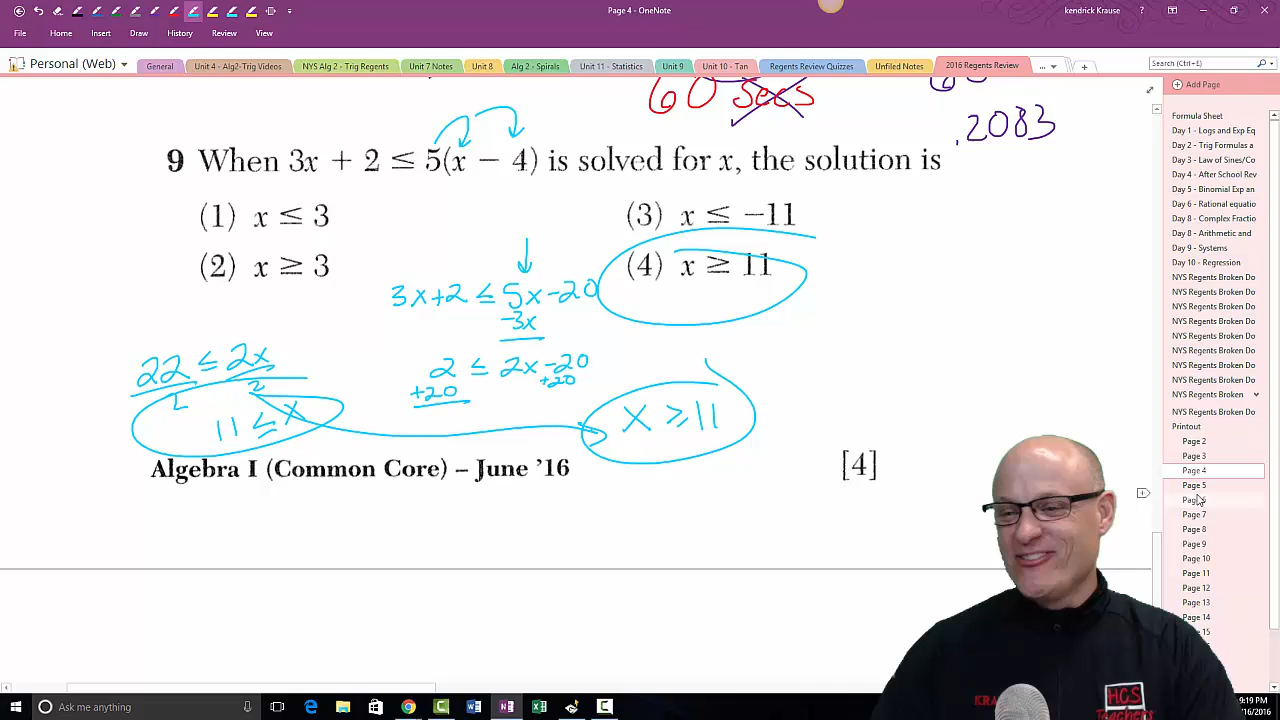 Page 4 - OneNote
kendrick Krause
File Home Insert Draw History Review View
Personal (Web) General Unit 4 - Alg2-Trig Videos NYS Alg 2 - Trig Regents Unit 7 Notes Unit 8 Alg 2 - Spirals Unit 11 - Statistics Unit 9 Unit 10 - Tan Regents Review Quizzes Unfiled Notes 2016 Regents Review ... Search (Ctrl+E)
Add Page
60 secs
.2083
9 When 3x + 2 ≤ 5(x − 4) is solved for x, the solution is
(1) x ≤ 3 (3) x ≤ −11
(2) x ≥ 3 (4) x ≥ 11
3x+2 ≤ 5x-20
-3x
2 ≤ 2x-20
+20 +20
22 ≤ 2x
2 2
11 ≤ x
x ≥ 11
Algebra I (Common Core) – June ’16 [4]
Formula Sheet
Day 1 - Logs and Exp Eq
Day 2 - Trig Formulas a
Day 3 - Law of Sines/Co
Day 4 - After School Rev
Day 5 - Binomial Exp an
Day 6 - Rational equatio
Day 8 - Complex Fractio
Day 8 - Arithmetic and
Day 9 - Systems
Day 10 - Regression
NYS Regents Broken Do
NYS Regents Broken Do
NYS Regents Broken Do
NYS Regents Broken Do
NYS Regents Broken Do
NYS Regents Broken Do
NYS Regents Broken Do
NYS Regents Broken Do
NYS Regents Broken
NYS Regents Broken Do
Printout
Page 2
Page 3
Page 4
Page 5
Page 7
Page 8
Page 9
Page 10
Page 11
Page 12
Page 13
Page 14
HCS
Teachers
Ask me anything